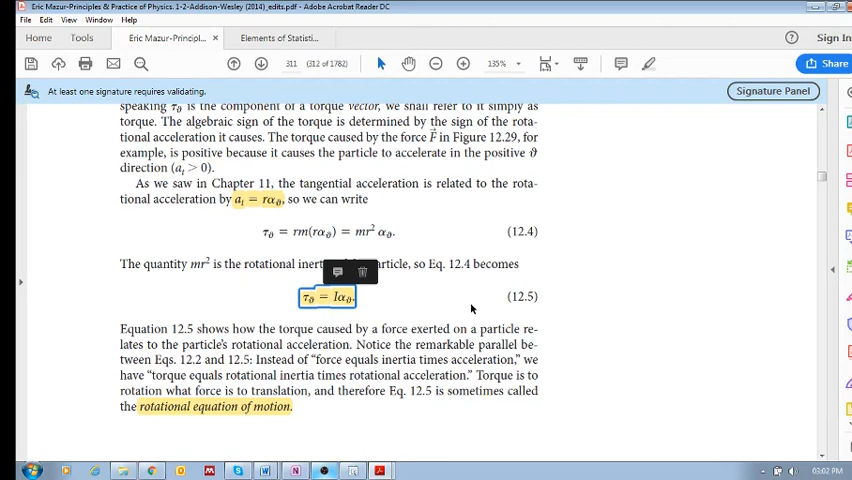 Eric Mazur-Principles & Practice of Physics. 1-2-Addison-Wesley (2014)_edits.pdf - Adobe Acrobat Reader DC
File Edit View Window Help
Home Tools Eric Mazur-Principl... × Elements of Statisti... Sign In
311 (312 of 1782) 135% Share
At least one signature requires validating. Signature Panel
speaking τϑ is the component of a torque vector, we shall refer to it simply as
torque. The algebraic sign of the torque is determined by the sign of the rota-
tional acceleration it causes. The torque caused by the force F⃗ in Figure 12.29, for
example, is positive because it causes the particle to accelerate in the positive ϑ
direction (aₜ > 0).
As we saw in Chapter 11, the tangential acceleration is related to the rota-
tional acceleration by aₜ = rαϑ, so we can write
τϑ = rm(rαϑ) = mr² αϑ. (12.4)
The quantity mr² is the rotational particle, so Eq. 12.4 becomes
τϑ = Iαϑ. (12.5)
Equation 12.5 shows how the torque caused by a force exerted on a particle re-
lates to the particle's rotational acceleration. Notice the remarkable parallel be-
tween Eqs. 12.2 and 12.5: Instead of “force equals inertia times acceleration,” we
have “torque equals rotational inertia times rotational acceleration.” Torque is to
rotation what force is to translation, and therefore Eq. 12.5 is sometimes called
the rotational equation of motion.
03:02 PM